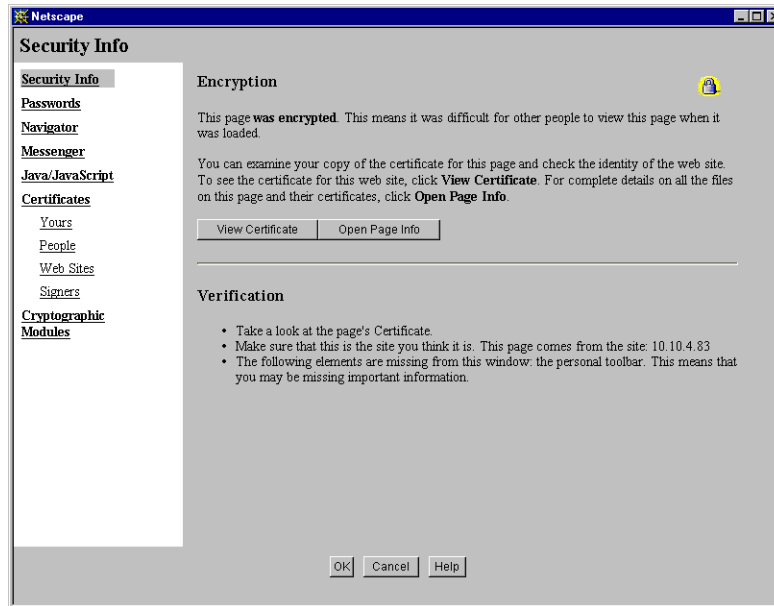 Netscape
Security Info
Security Info
Passwords
Navigator
Messenger
Java/JavaScript
Certificates
Yours
People
Web Sites
Signers
Cryptographic
Modules
Encryption
This page was encrypted. This means it was difficult for other people to view this page when it
was loaded.
You can examine your copy of the certificate for this page and check the identity of the web site.
To see the certificate for this web site, click View Certificate. For complete details on all the files
on this page and their certificates, click Open Page Info.
View Certificate
Open Page Info
Verification
• Take a look at the page's Certificate.
• Make sure that this is the site you think it is. This page comes from the site: 10.10.4.83
• The following elements are missing from this window: the personal toolbar. This means that
you may be missing important information.
OK
Cancel
Help